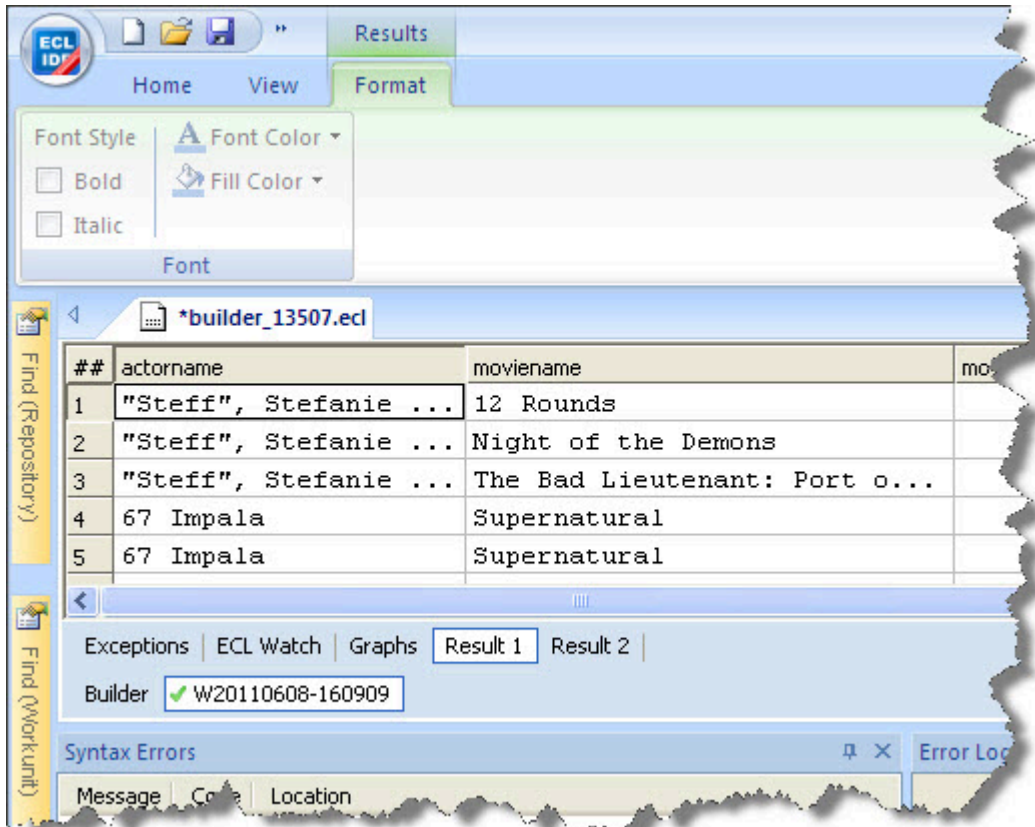 ECL
IDE
Results
Home View Format
Font Style A Font Color
Bold Fill Color
Italic
Font
*builder_13507.ecl
Find (Repository)
## actorname moviename
1 "Steff", Stefanie ... 12 Rounds
2 "Steff", Stefanie ... Night of the Demons
3 "Steff", Stefanie ... The Bad Lieutenant: Port o...
4 67 Impala Supernatural
5 67 Impala Supernatural
Find (Workunit)
Exceptions ECL Watch Graphs Result 1 Result 2
Builder W20110608-160909
Syntax Errors Error Log
Message Code Location